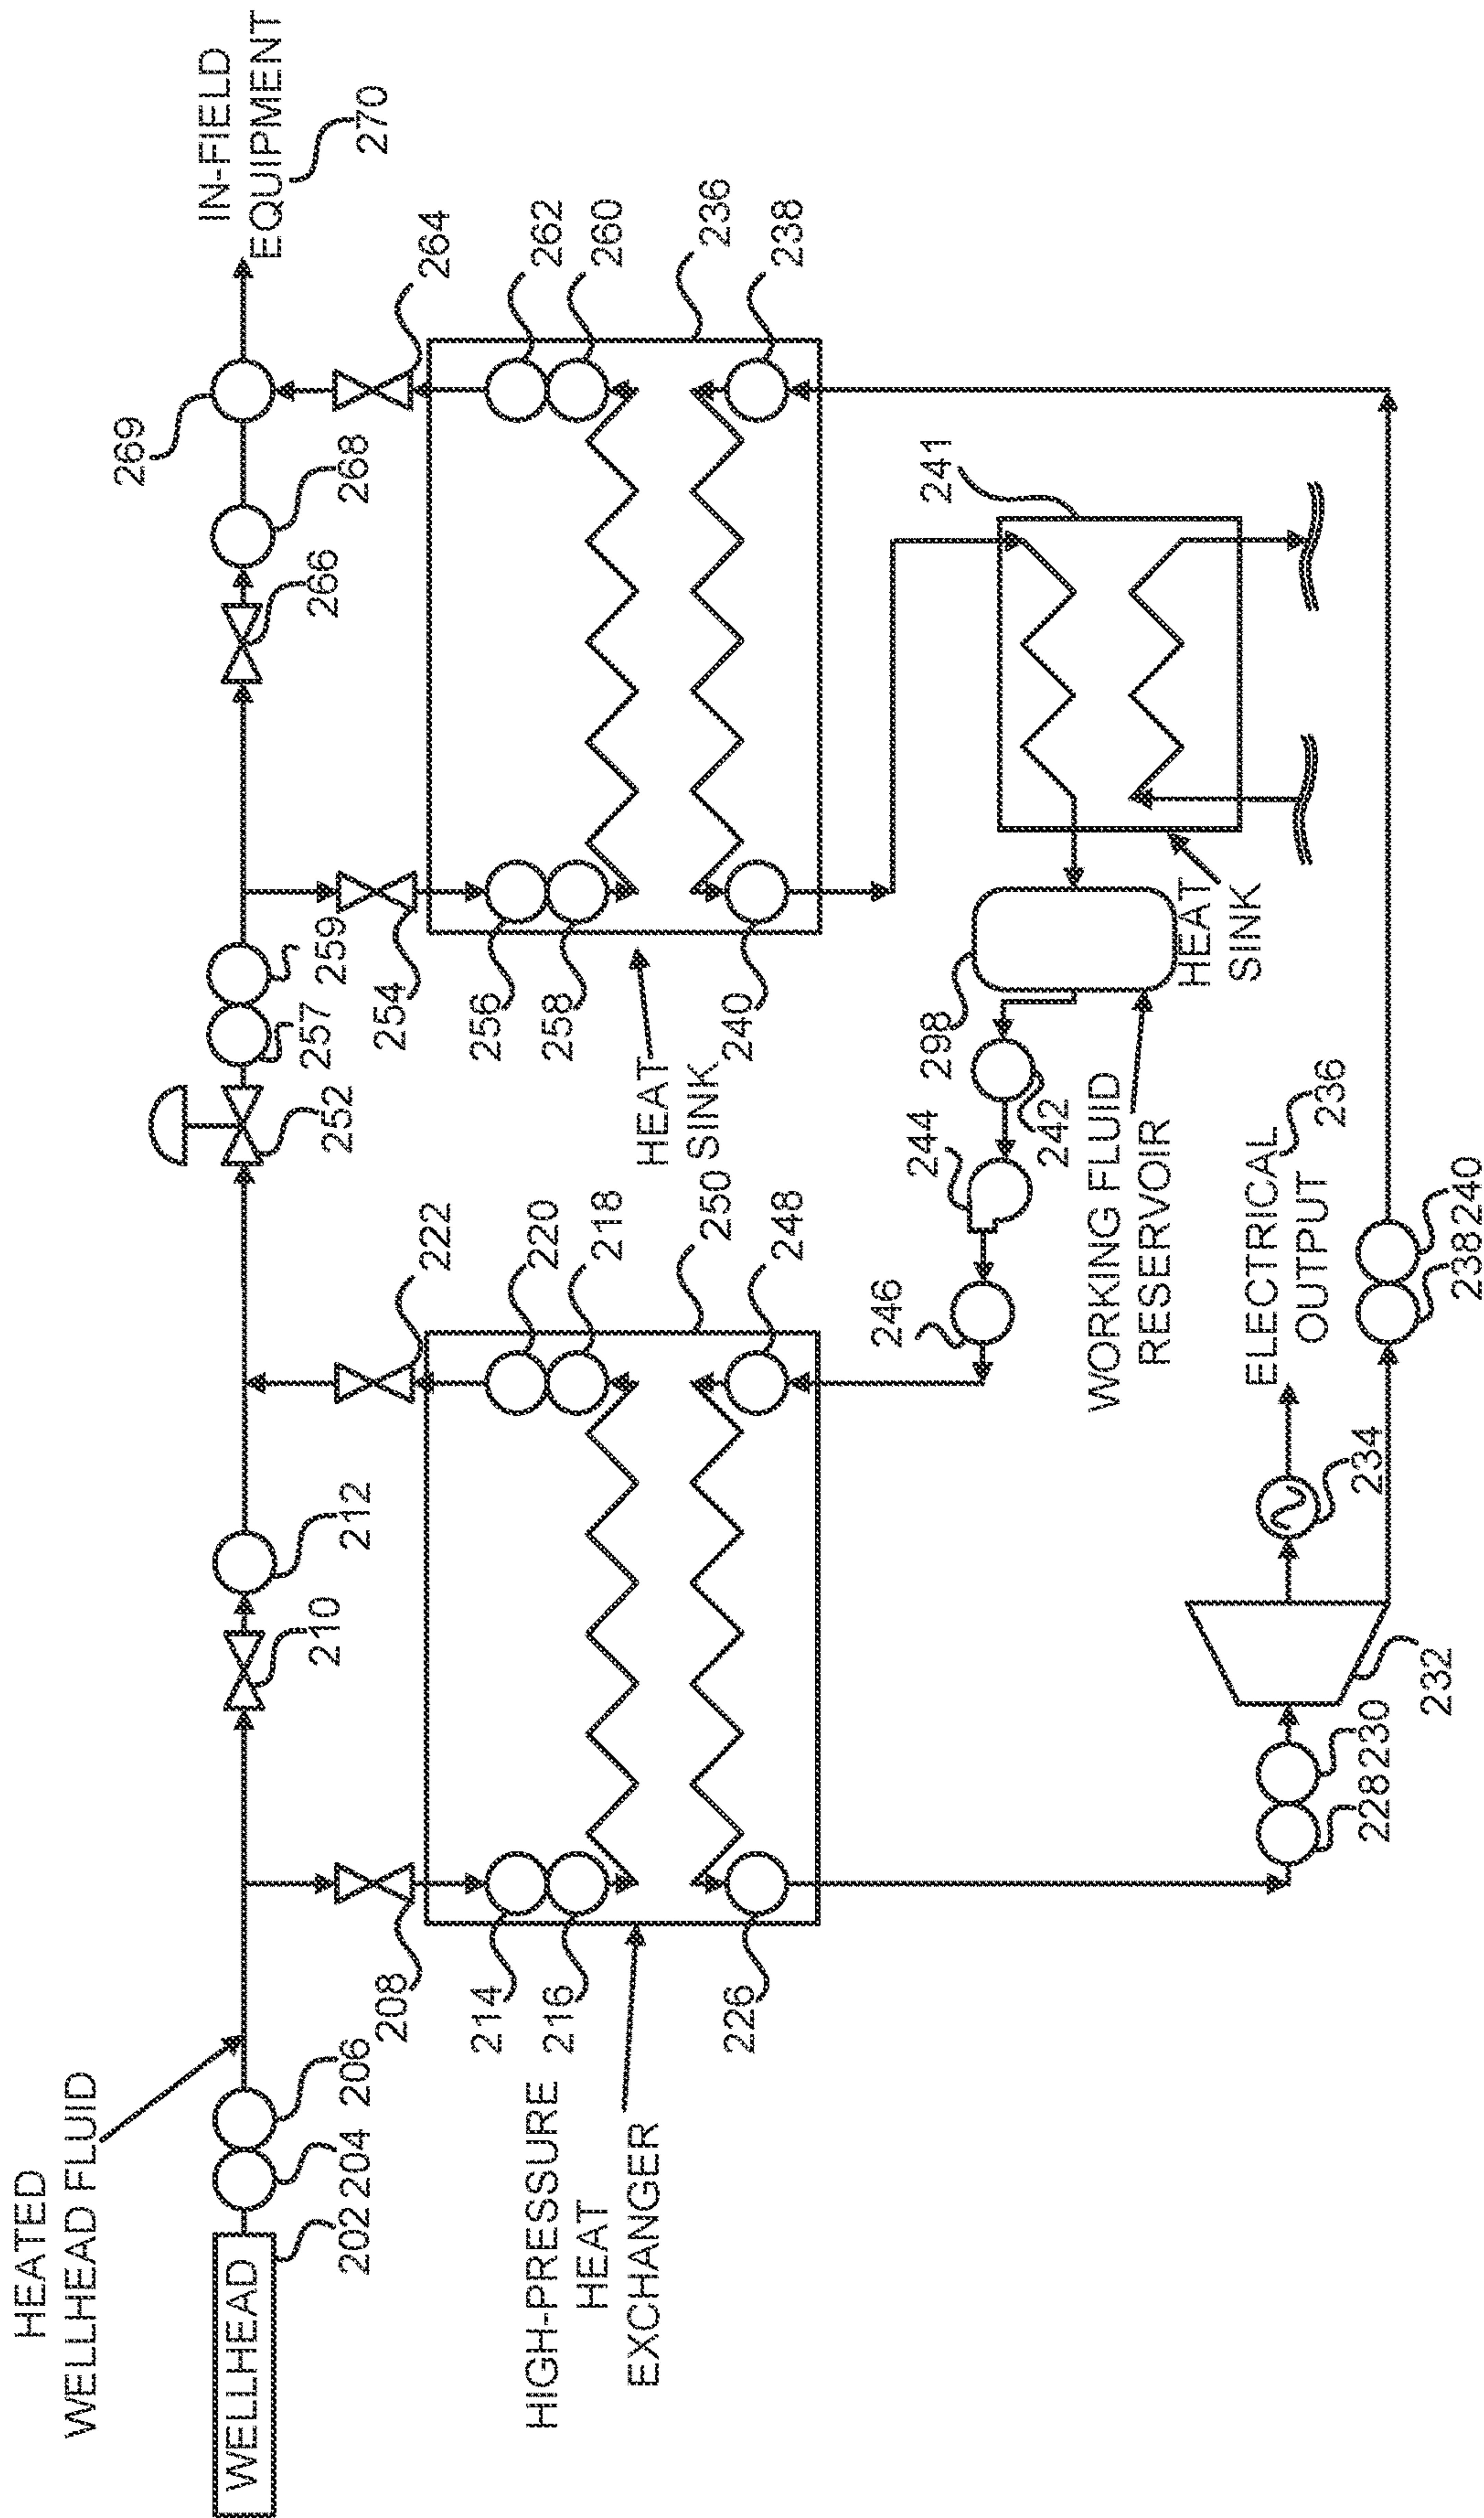 HEATED
WELLHEAD FLUID
WELLHEAD
202
204
206
208
210
212
214
216
HIGH-PRESSURE
HEAT
EXCHANGER
226
222
220
218
250
248
252
257
259
254
256
258
HEAT
SINK
240
266
268
269
IN-FIELD
EQUIPMENT
270
264
262
260
236
238
241
HEAT
SINK
298
242
244
246
WORKING FLUID
RESERVOIR
228
230
232
234
ELECTRICAL
OUTPUT
236
238
240